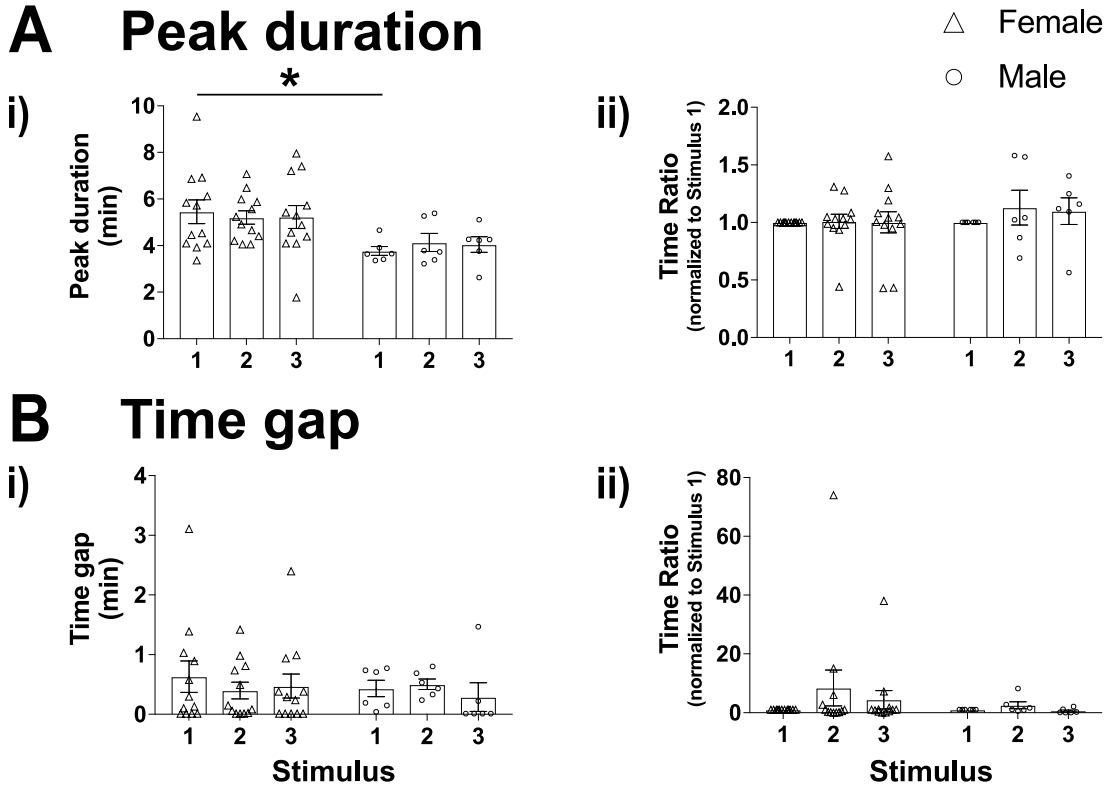 A Peak duration
△ Female
○ Male
i)
*
Peak duration
(min)
10
8
6
4
2
0
1 2 3 1 2 3
ii)
Time Ratio
(normalized to Stimulus 1)
2.0
1.5
1.0
0.5
0.0
1 2 3 1 2 3
B Time gap
i)
Time gap
(min)
4
3
2
1
0
1 2 3 1 2 3
Stimulus
ii)
Time Ratio
(normalized to Stimulus 1)
80
60
40
20
0
1 2 3 1 2 3
Stimulus